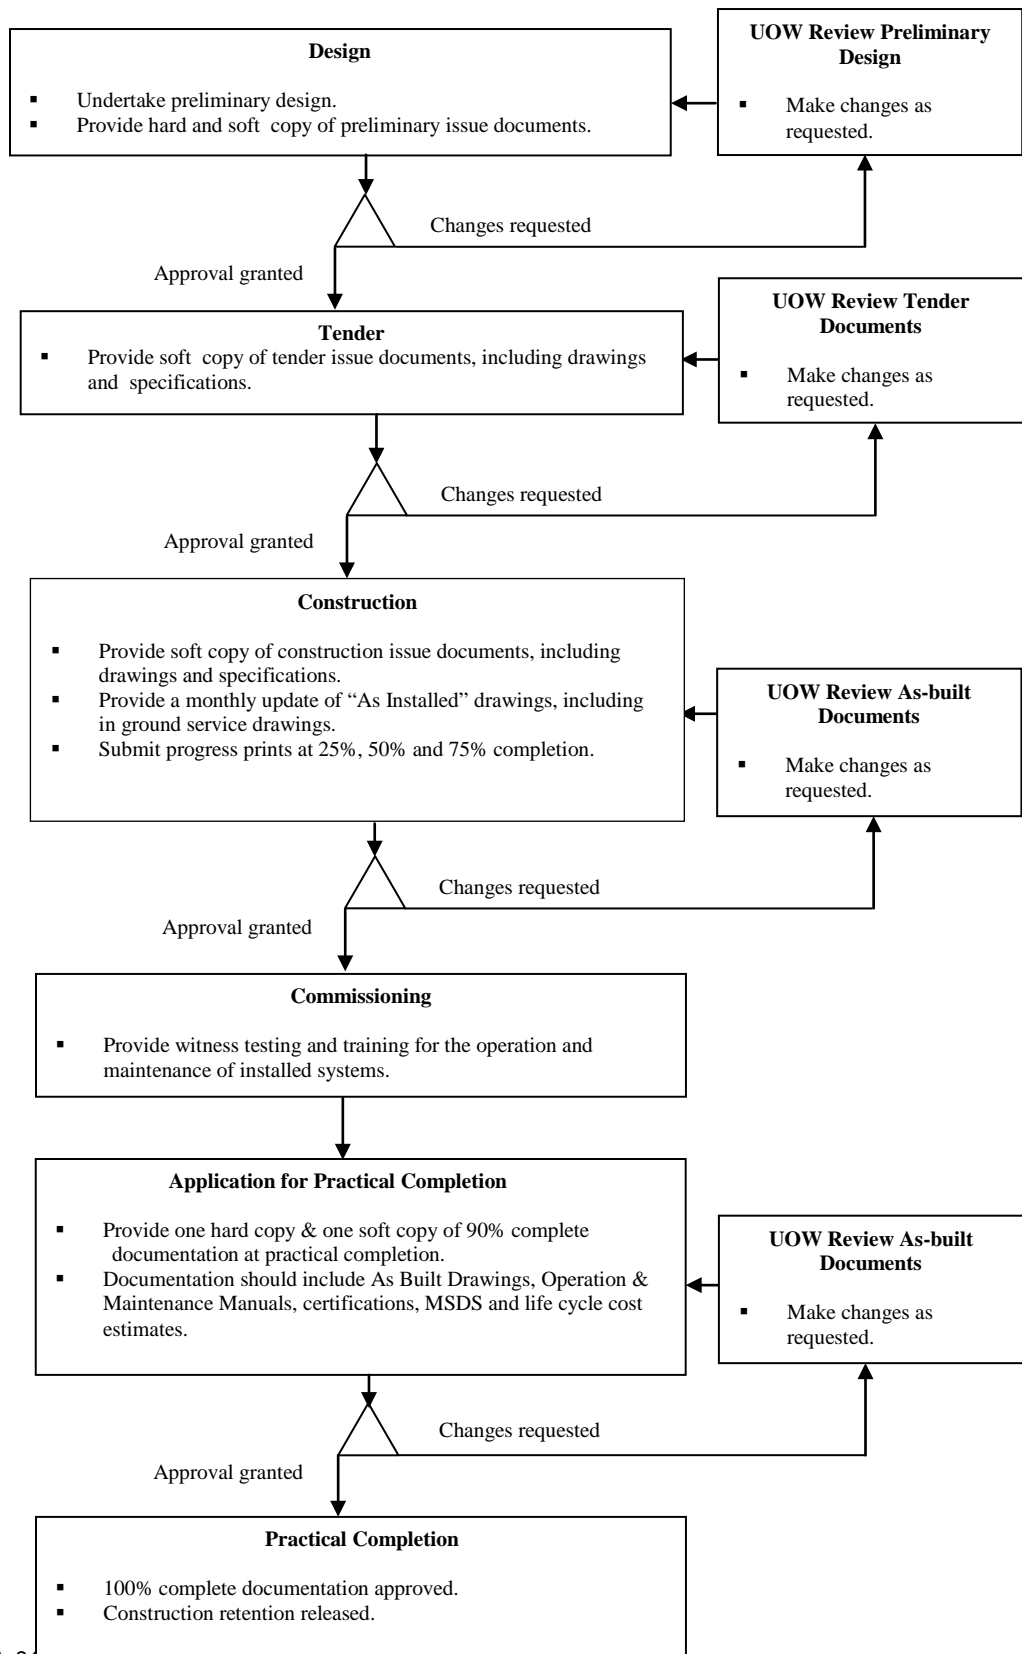 Design
▪ Undertake preliminary design.
▪ Provide hard and soft copy of preliminary issue documents.
UOW Review Preliminary
Design
▪ Make changes as
requested.
Changes requested
Approval granted
Tender
▪ Provide soft copy of tender issue documents, including drawings
and specifications.
UOW Review Tender
Documents
▪ Make changes as
requested.
Changes requested
Approval granted
Construction
▪ Provide soft copy of construction issue documents, including
drawings and specifications.
▪ Provide a monthly update of “As Installed” drawings, including
in ground service drawings.
▪ Submit progress prints at 25%, 50% and 75% completion.
UOW Review As-built
Documents
▪ Make changes as
requested.
Changes requested
Approval granted
Commissioning
▪ Provide witness testing and training for the operation and
maintenance of installed systems.
Application for Practical Completion
▪ Provide one hard copy & one soft copy of 90% complete
documentation at practical completion.
▪ Documentation should include As Built Drawings, Operation &
Maintenance Manuals, certifications, MSDS and life cycle cost
estimates.
UOW Review As-built
Documents
▪ Make changes as
requested.
Changes requested
Approval granted
Practical Completion
▪ 100% complete documentation approved.
▪ Construction retention released.